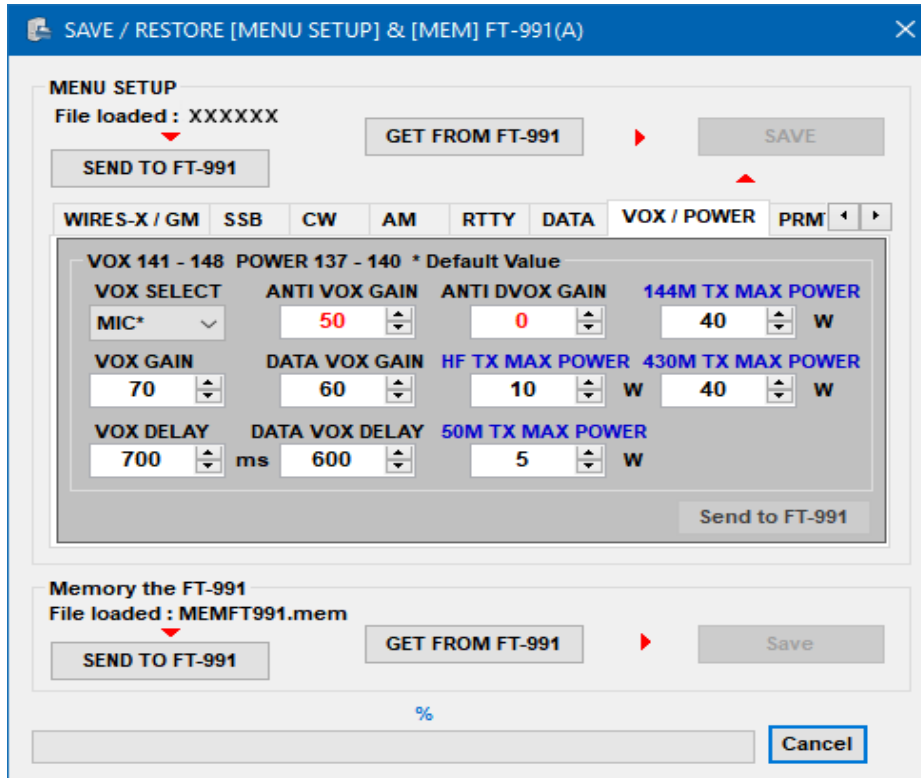 SAVE / RESTORE [MENU SETUP] & [MEM] FT-991(A)
MENU SETUP
File loaded : XXXXXX
GET FROM FT-991
SAVE
SEND TO FT-991
WIRES-X / GM SSB CW AM RTTY DATA VOX / POWER PRM
VOX 141 - 148 POWER 137 - 140 * Default Value
VOX SELECT ANTI VOX GAIN ANTI DVOX GAIN 144M TX MAX POWER
MIC* 50 0 40 W
VOX GAIN DATA VOX GAIN HF TX MAX POWER 430M TX MAX POWER
70 60 10 W 40 W
VOX DELAY DATA VOX DELAY 50M TX MAX POWER
700 ms 600 5 W
Send to FT-991
Memory the FT-991
File loaded : MEMFT991.mem
GET FROM FT-991 Save
SEND TO FT-991
%
Cancel